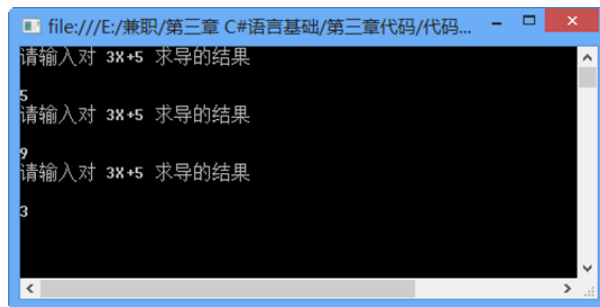 file:///E:/兼职/第三章 C#语言基础/第三章代码/代码...
请输入对 3X+5 求导的结果
5
请输入对 3X+5 求导的结果
9
请输入对 3X+5 求导的结果
3